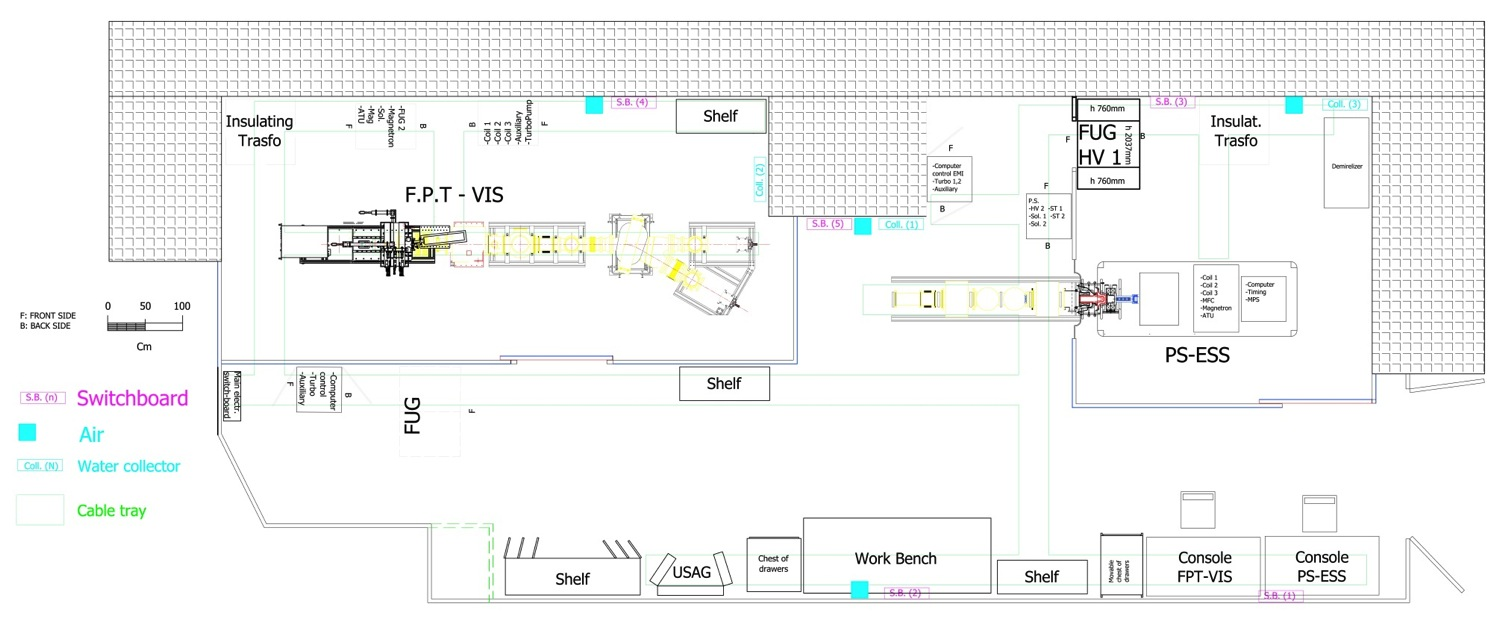 S.B. (4)
S.B. (3)
Coll. (3)
h 760mm
FUG
HV 1
h 2037mm
h 760mm
F
B
Insulating
Trasfo
F
-FUG 2
-Magnetron
-Sol.
-Mag
-ATU
B
B
-Coil 1
-Coil 2
-Coil 3
-Auxiliary
-TurboPump
F
Shelf
Insulat.
Trasfo
Demirelizer
F
-Computer
control EMI
-Turbo 1,2
-Auxiliary
B
Coll. (2)
F.P.T - VIS
F
P.S.
-HV 2 -ST 1
-Sol. 1 -ST 2
-Sol. 2
B
S.B. (5)
Coll. (1)
-Coil 1
-Coil 2
-Coil 3
-MFC
-Magnetron
-ATU
-Computer
-Timing
-MPS
PS-ESS
0 50 100
Cm
F: FRONT SIDE
B: BACK SIDE
Main electr.
switch-board
F
-Computer
control
-Turbo
-Auxiliary
B
FUG
F
Shelf
S.B. (n) Switchboard
Air
Coll. (N) Water collector
Cable tray
Shelf
USAG
Chest of
drawers
Work Bench
S.B. (2)
Shelf
Movable
chest of
drawers
Console
FPT-VIS
Console
PS-ESS
S.B. (1)